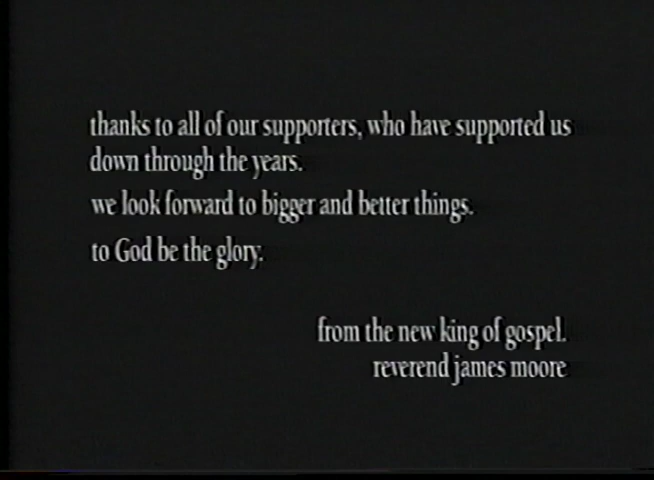 thanks to all of our supporters, who have supported us
down through the years.
we look forward to bigger and better things.
to God be the glory.
from the new king of gospel.
reverend james moore